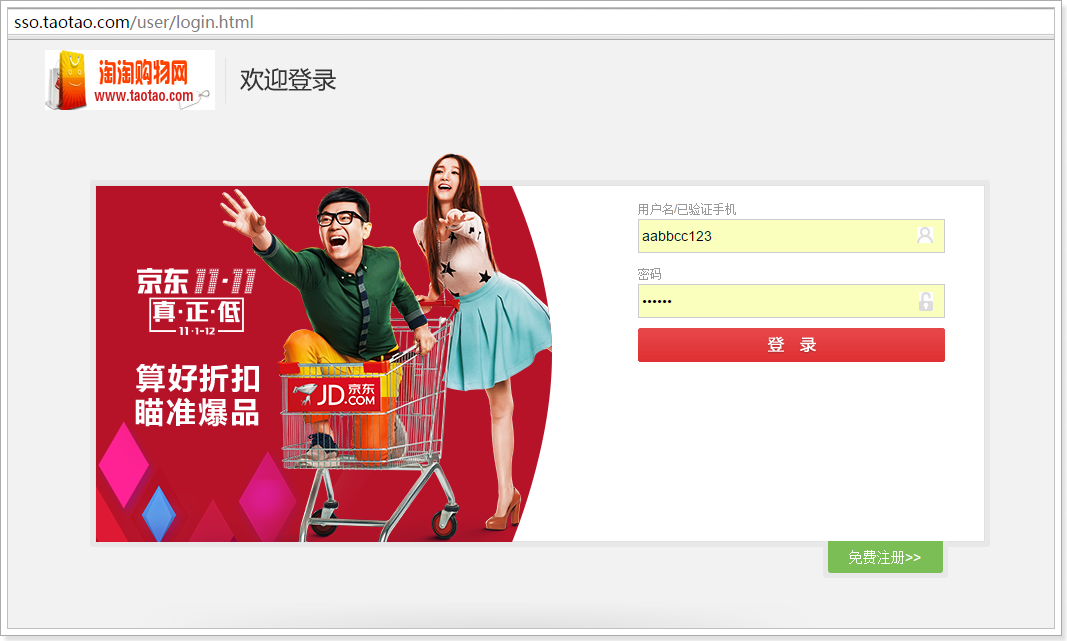 sso.taotao.com/user/login.html
淘淘购物网
www.taotao.com
欢迎登录
用户名/已验证手机
aabbcc123
密码
••••••
登 录
京东 11·11
真·正·低
11·1-12
算好折扣
瞄准爆品
JD 京东
.COM
免费注册>>